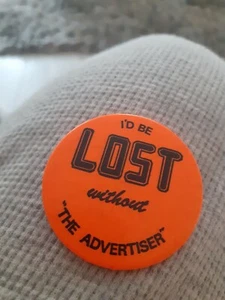 I'D BE
LOST
without
"THE ADVERTISER"